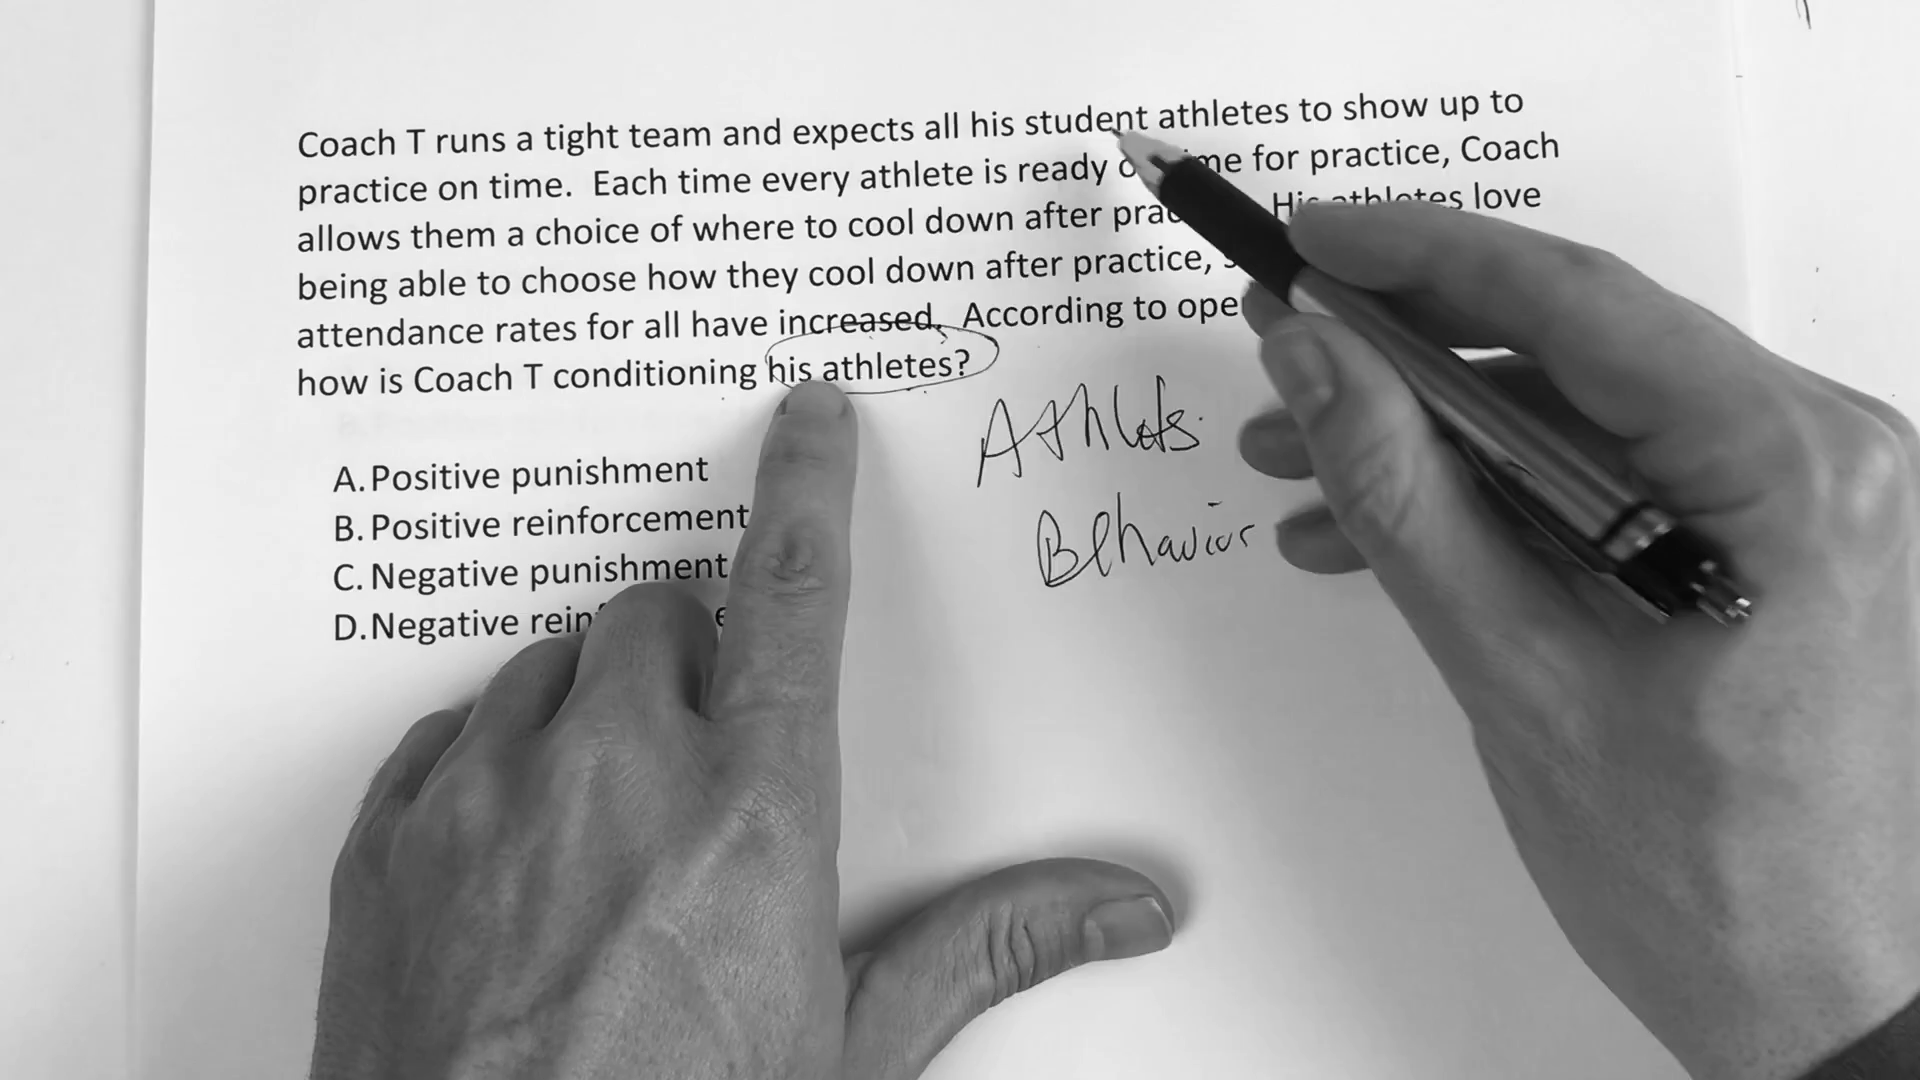 Coach T runs a tight team and expects all his student athletes to show up to
practice on time. Each time every athlete is ready for practice, Coach
allows them a choice of where to cool down after His athletes love
being able to choose how they cool down after practice,
attendance rates for all have increased. According to
how is Coach T conditioning his athletes?
A. Positive punishment
B. Positive reinforcement
C. Negative punishment
D. Negative
Athlets
Behavior